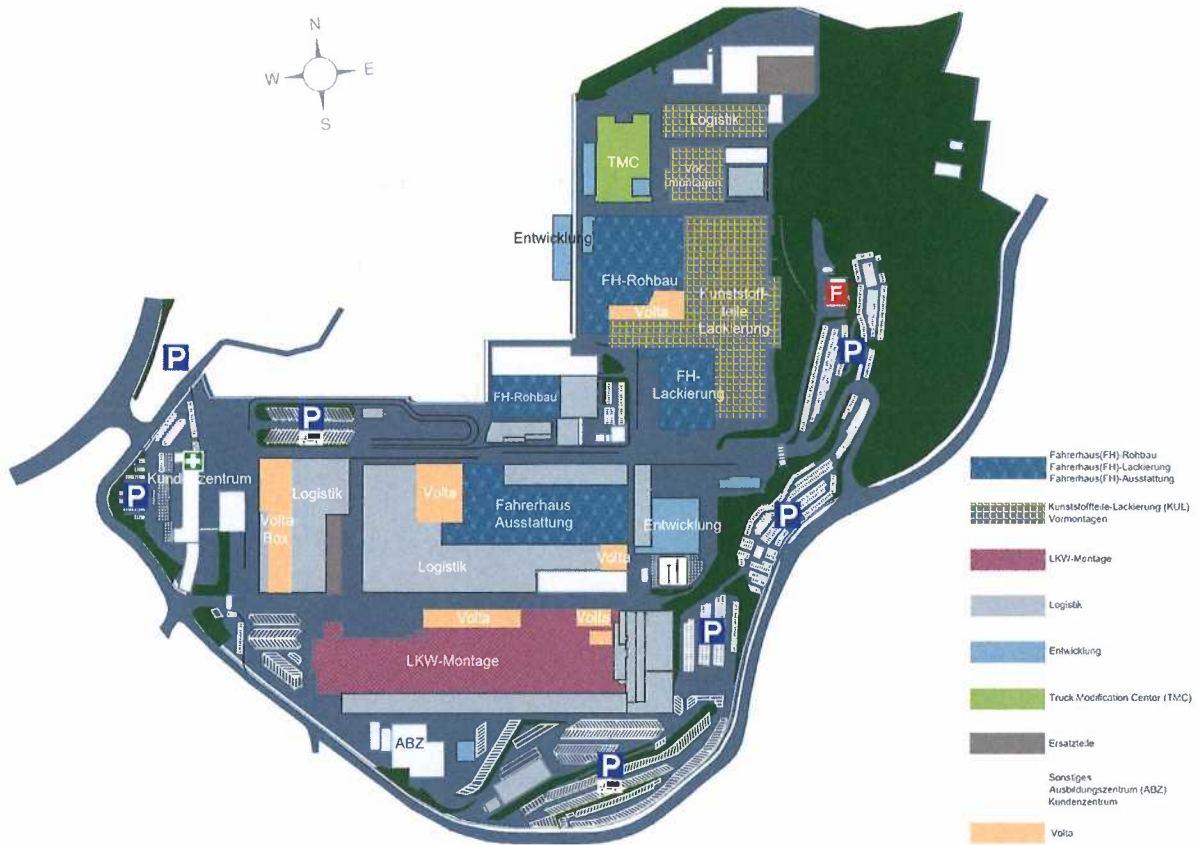 N
W E
S
Logistik
TMC
Vor-
montagen
Entwicklung
FH-Rohbau
Kunststoff-
teile
Lackierung
Volta
F
P
P
FH-
Lackierung
FH-Rohbau
P
Kundenzentrum
P
Logistik
Volta
Fahrerhaus
Ausstattung
Volta
Box
Entwicklung
P
Logistik
Volta
Volta
Volta
P
LKW-Montage
ABZ
P
Fahrerhaus(FH)-Rohbau
Fahrerhaus(FH)-Lackierung
Fahrerhaus(FH)-Ausstattung
Kunststoffteile-Lackierung (KUL)
Vormontagen
LKW-Montage
Logistik
Entwicklung
Truck Modification Center (TMC)
Ersatzteile
Sonstiges
Ausbildungszentrum (ABZ)
Kundenzentrum
Volta